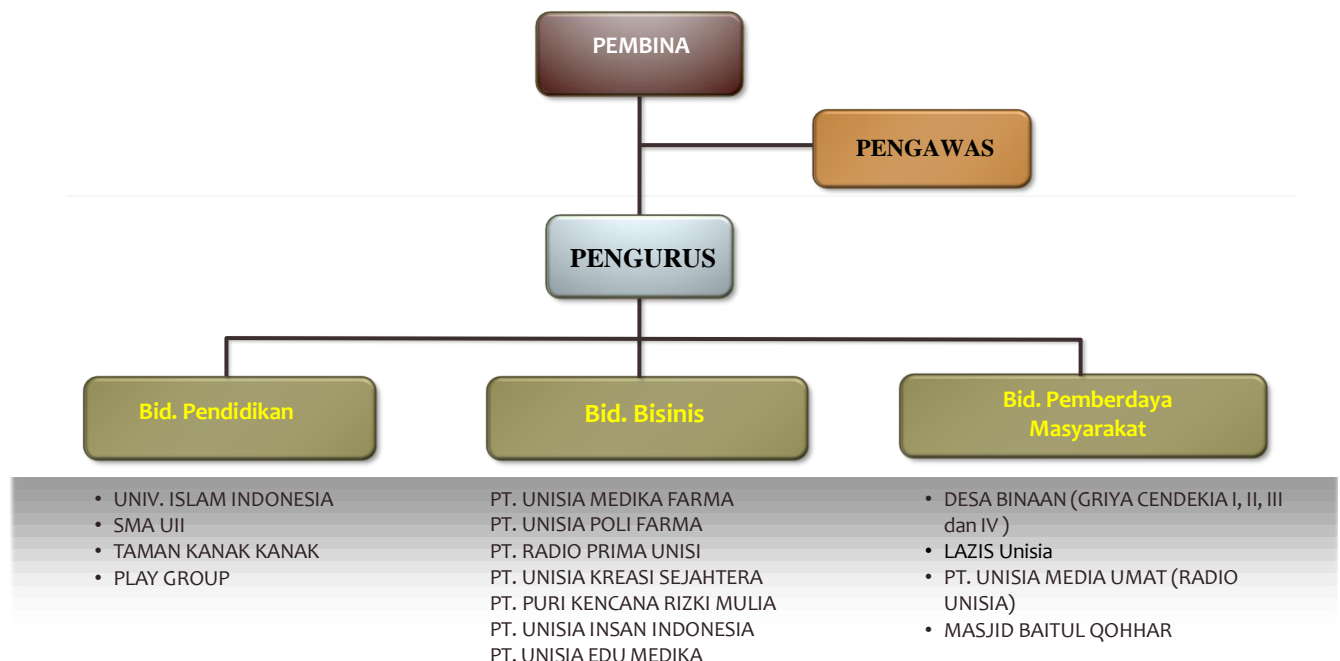 PEMBINA
PENGAWAS
PENGURUS
Bid. Pendidikan
Bid. Bisinis
Bid. Pemberdaya
Masyarakat
• UNIV. ISLAM INDONESIA
• SMA UII
• TAMAN KANAK KANAK
• PLAY GROUP
PT. UNISIA MEDIKA FARMA
PT. UNISIA POLI FARMA
PT. RADIO PRIMA UNISI
PT. UNISIA KREASI SEJAHTERA
PT. PURI KENCANA RIZKI MULIA
PT. UNISIA INSAN INDONESIA
PT. UNISIA EDU MEDIKA
• DESA BINAAN (GRIYA CENDEKIA I, II, III
dan IV )
• LAZIS Unisia
• PT. UNISIA MEDIA UMAT (RADIO
UNISIA)
• MASJID BAITUL QOHHAR